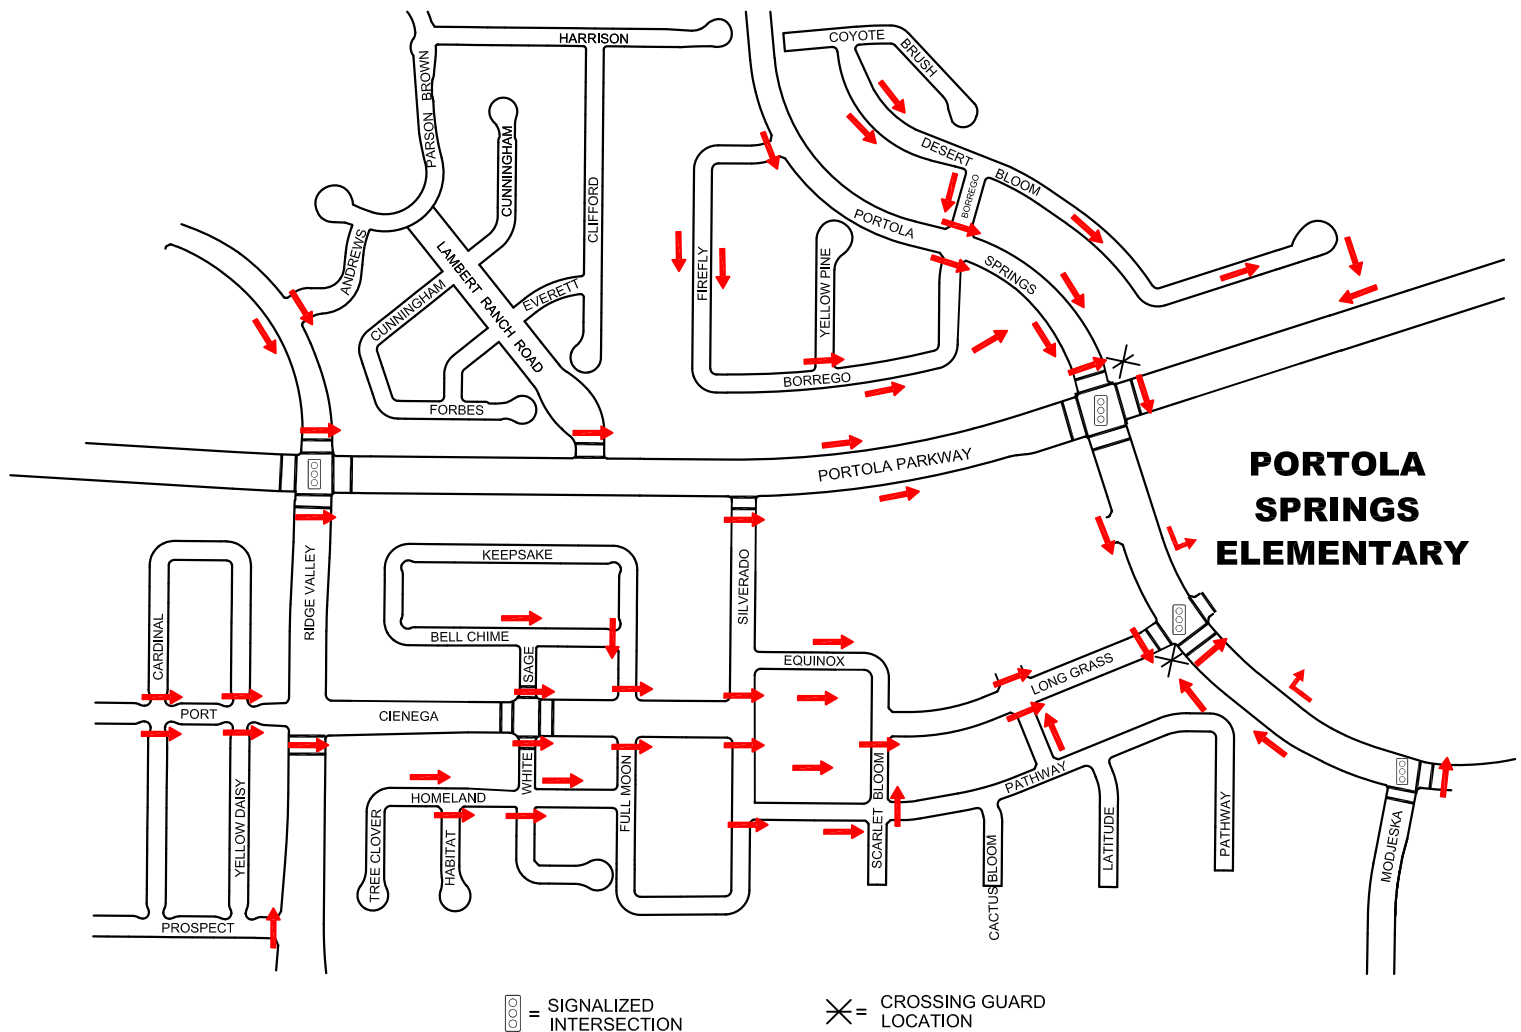 HARRISON
COYOTE
BRUSH
PARSON BROWN
CUNNINGHAM
CLIFFORD
DESERT BLOOM
BORREGO
PORTOLA SPRINGS
ANDREWS
LAMBERT RANCH ROAD
CUNNINGHAM
EVERETT
FIREFLY
YELLOW PINE
BORREGO
FORBES
PORTOLA PARKWAY
PORTOLA
SPRINGS
ELEMENTARY
RIDGE VALLEY
KEEPSAKE
SILVERADO
CARDINAL
BELL CHIME
SAGE
EQUINOX
LONG GRASS
PORT
CIENEGA
WHITE
FULL MOON
SCARLET BLOOM
PATHWAY
YELLOW DAISY
HOMELAND
TREE CLOVER
HABITAT
CACTUS BLOOM
LATITUDE
PATHWAY
MODJESKA
PROSPECT
= SIGNALIZED
INTERSECTION
= CROSSING GUARD
LOCATION